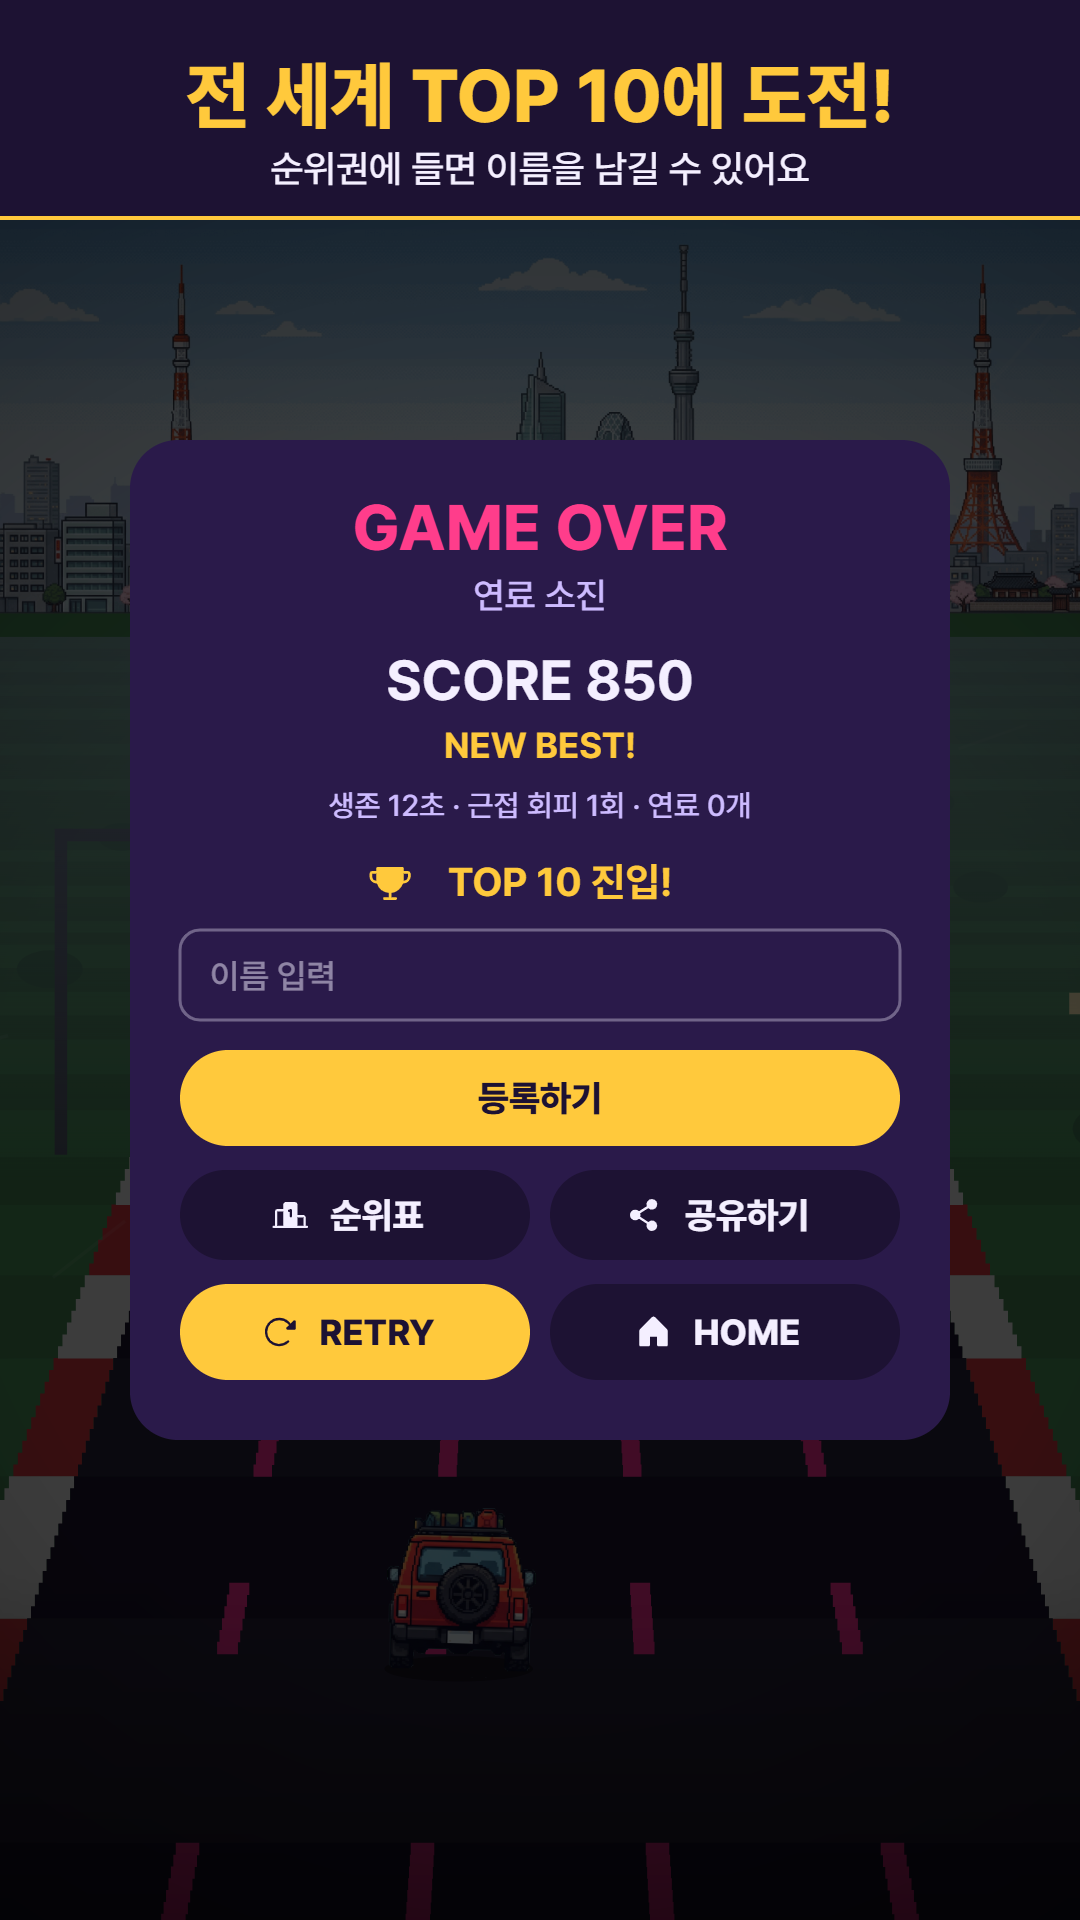 전 세계 TOP 10에 도전!
순위권에 들면 이름을 남길 수 있어요
GAME OVER
연료 소진
SCORE 850
NEW BEST!
생존 12초 · 근접 회피 1회 · 연료 0개
TOP 10 진입!
이름 입력
등록하기
순위표
공유하기
RETRY
HOME